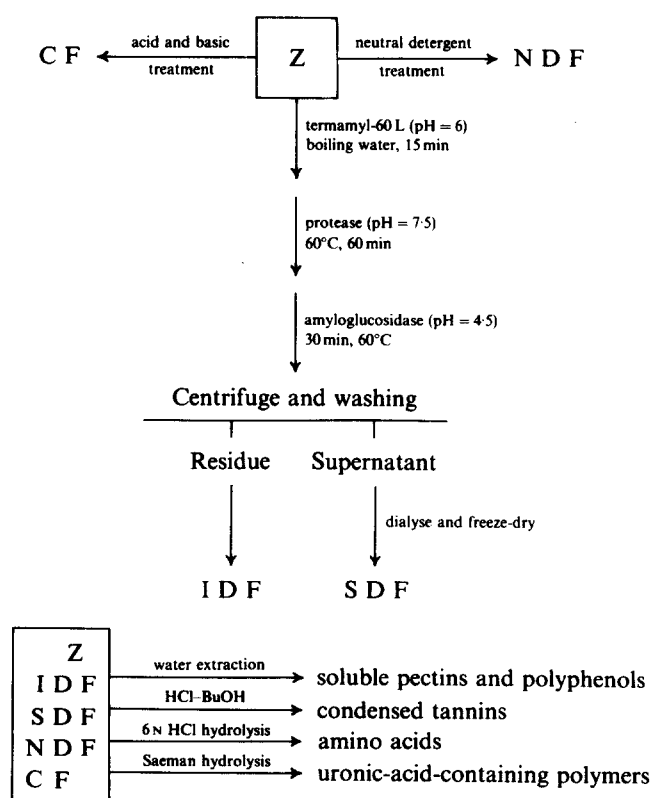 C F
acid and basic
treatment
Z
neutral detergent
treatment
N D F
termamyl-60 L (pH = 6)
boiling water, 15 min
protease (pH = 7·5)
60°C, 60 min
amyloglucosidase (pH = 4·5)
30 min, 60°C
Centrifuge and washing
Residue
Supernatant
dialyse and freeze-dry
I D F
S D F
Z
I D F
water extraction
soluble pectins and polyphenols
S D F
HCl–BuOH
condensed tannins
N D F
6 N HCl hydrolysis
amino acids
C F
Saeman hydrolysis
uronic-acid-containing polymers